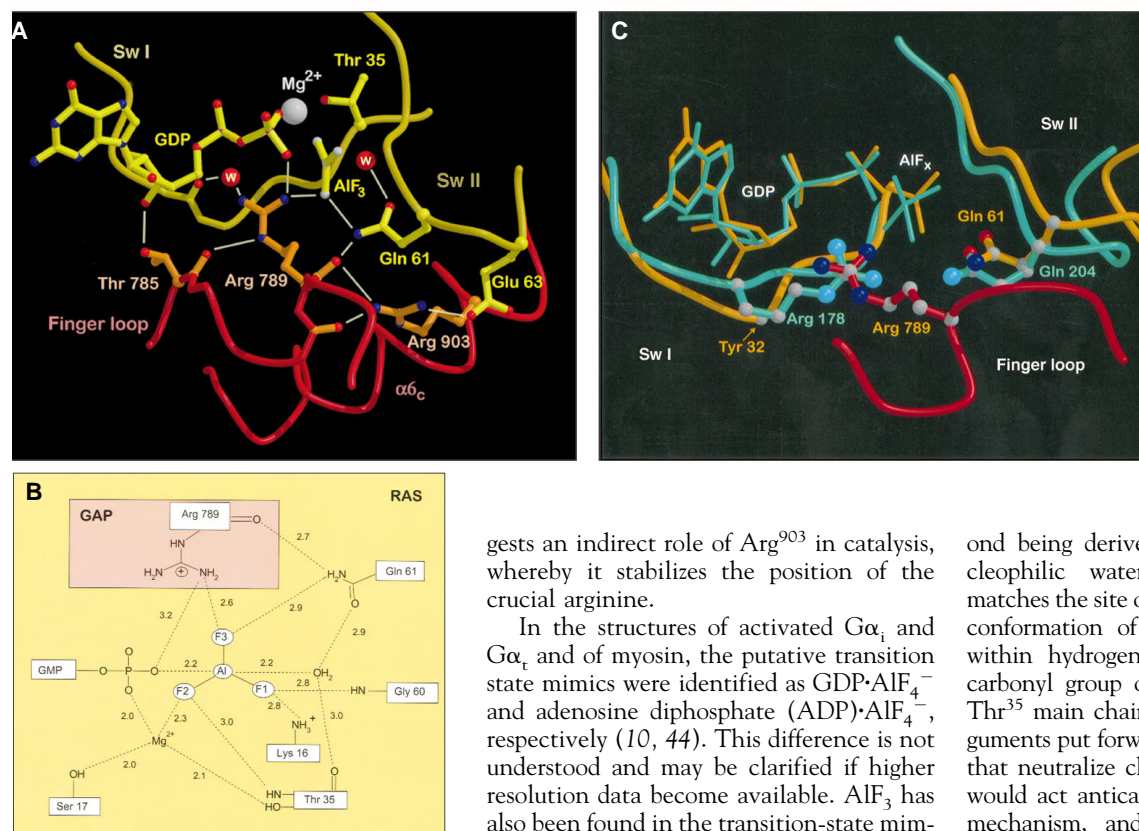 A
Sw I
Thr 35
Mg2+
GDP
W
W
AlF3
Sw II
Gln 61
Thr 785
Arg 789
Glu 63
Finger loop
Arg 903
α6C
C
Sw II
AlFx
GDP
Gln 61
Gln 204
Arg 178
Arg 789
Tyr 32
Sw I
Finger loop
B
RAS
GAP
Arg 789
O
HN
2.7
H2N
+
NH2
H2N
Gln 61
2.6
O
3.2
2.9
F3
2.9
GMP
O
O
P
O
2.2
Al
2.2
OH2
O
F2
F1
2.8
HN
Gly 60
2.8
2.0
2.3
NH3+
3.0
3.0
Mg2+
Lys 16
OH
2.0
2.1
O
Ser 17
HN
HO
Thr 35
gests an indirect role of Arg903 in catalysis,
whereby it stabilizes the position of the
crucial arginine.
In the structures of activated Gαi and
Gαt and of myosin, the putative transition
state mimics were identified as GDP•AlF4−
and adenosine diphosphate (ADP)•AlF4−,
respectively (10, 44). This difference is not
understood and may be clarified if higher
resolution data become available. AlF3 has
also been found in the transition-state mim-
ond being derive
cleophilic water
matches the site o
conformation of
within hydrogen
carbonyl group o
Thr35 main chain
guments put forw
that neutralize ch
would act antica
mechanism, and